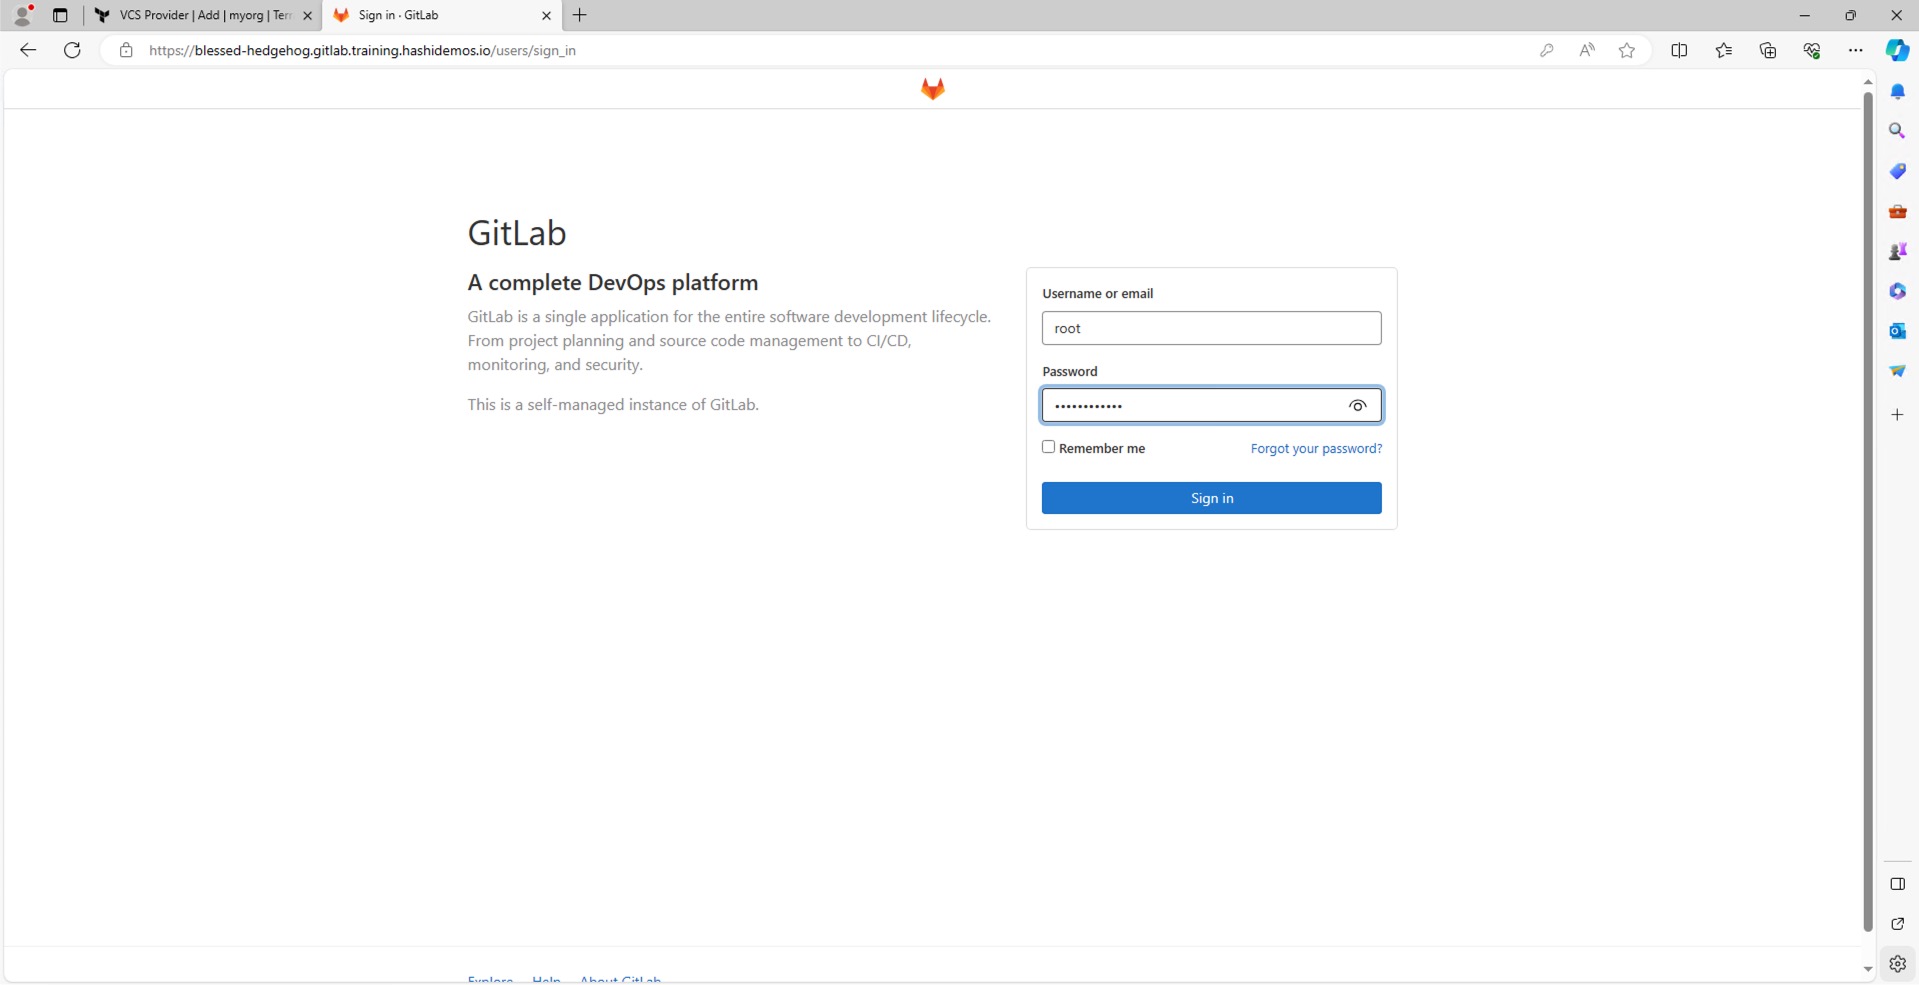 VCS Provider | Add | myorg | Terr
Sign in · GitLab
https://blessed-hedgehog.gitlab.training.hashidemos.io/users/sign_in
GitLab
A complete DevOps platform
GitLab is a single application for the entire software development lifecycle.
From project planning and source code management to CI/CD,
monitoring, and security.
This is a self-managed instance of GitLab.
Username or email
root
Password
••••••••••••
Remember me
Forgot your password?
Sign in
Explore Help About GitLab